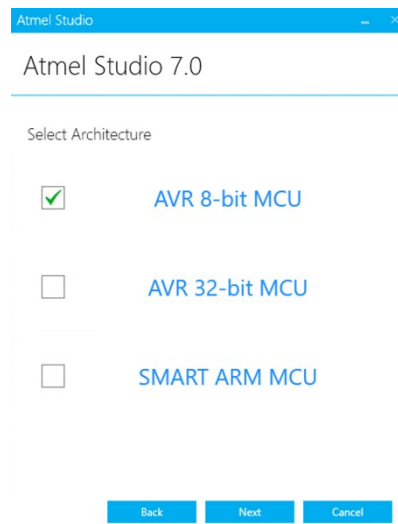 Atmel Studio
Atmel Studio 7.0
Select Architecture
AVR 8-bit MCU
AVR 32-bit MCU
SMART ARM MCU
Back Next Cancel